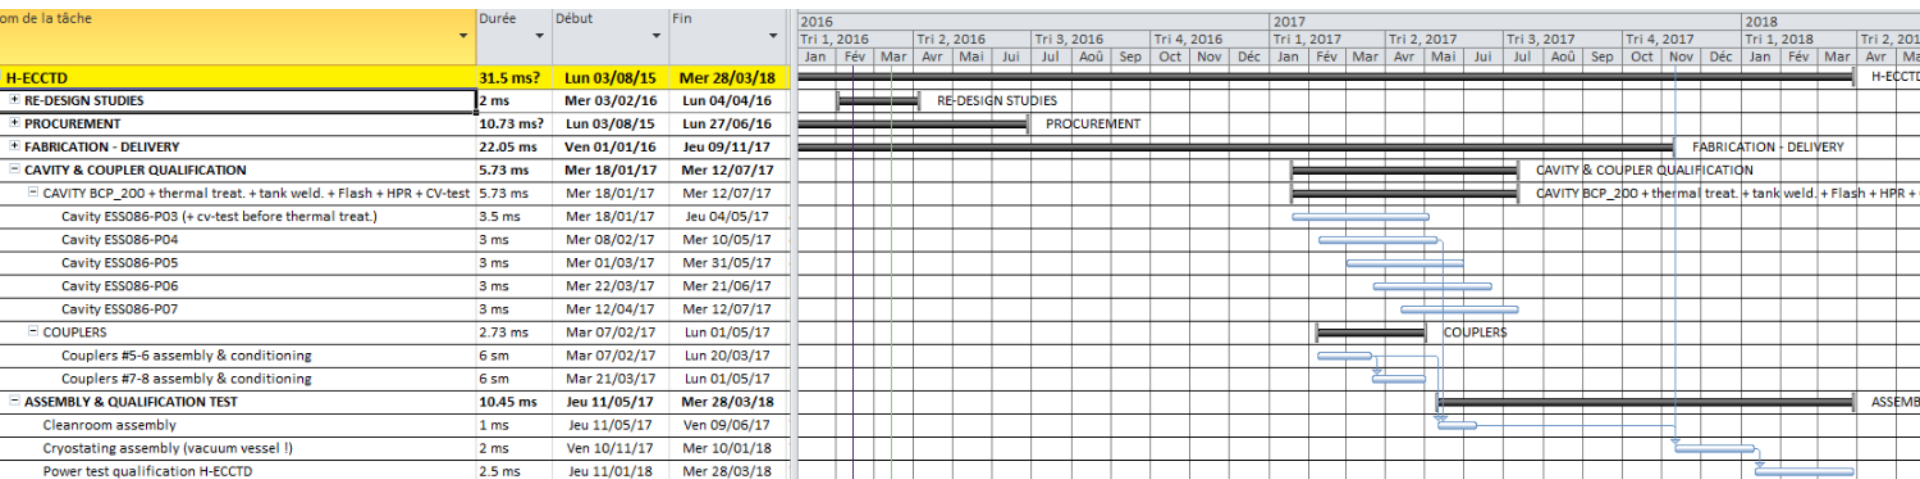 om de la tâche Durée Début Fin 2016 2017 2018
Tri 1, 2016 Tri 2, 2016 Tri 3, 2016 Tri 4, 2016 Tri 1, 2017 Tri 2, 2017 Tri 3, 2017 Tri 4, 2017 Tri 1, 2018 Tri 2, 201
Jan Fév Mar Avr Mai Jui Jul Aoû Sep Oct Nov Déc Jan Fév Mar Avr Mai Jui Jul Aoû Sep Oct Nov Déc Jan Fév Mar Avr Ma
H-ECCTD 31.5 ms? Lun 03/08/15 Mer 28/03/18 H-ECCTD
RE-DESIGN STUDIES 2 ms Mer 03/02/16 Lun 04/04/16 RE-DESIGN STUDIES
PROCUREMENT 10.73 ms? Lun 03/08/15 Lun 27/06/16 PROCUREMENT
FABRICATION - DELIVERY 22.05 ms Ven 01/01/16 Jeu 09/11/17 FABRICATION - DELIVERY
CAVITY & COUPLER QUALIFICATION 5.73 ms Mer 18/01/17 Mer 12/07/17 CAVITY & COUPLER QUALIFICATION
CAVITY BCP_200 + thermal treat. + tank weld. + Flash + HPR + CV-test 5.73 ms Mer 18/01/17 Mer 12/07/17 CAVITY BCP_200 + thermal treat. + tank weld. + Flash + HPR +
Cavity ESS086-P03 (+ cv-test before thermal treat.) 3.5 ms Mer 18/01/17 Jeu 04/05/17
Cavity ESS086-P04 3 ms Mer 08/02/17 Mer 10/05/17
Cavity ESS086-P05 3 ms Mer 01/03/17 Mer 31/05/17
Cavity ESS086-P06 3 ms Mer 22/03/17 Mer 21/06/17
Cavity ESS086-P07 3 ms Mer 12/04/17 Mer 12/07/17
COUPLERS 2.73 ms Mar 07/02/17 Lun 01/05/17 COUPLERS
Couplers #5-6 assembly & conditioning 6 sm Mar 07/02/17 Lun 20/03/17
Couplers #7-8 assembly & conditioning 6 sm Mar 21/03/17 Lun 01/05/17
ASSEMBLY & QUALIFICATION TEST 10.45 ms Jeu 11/05/17 Mer 28/03/18 ASSEMB
Cleanroom assembly 1 ms Jeu 11/05/17 Ven 09/06/17
Cryostating assembly (vacuum vessel !) 2 ms Ven 10/11/17 Mer 10/01/18
Power test qualification H-ECCTD 2.5 ms Jeu 11/01/18 Mer 28/03/18